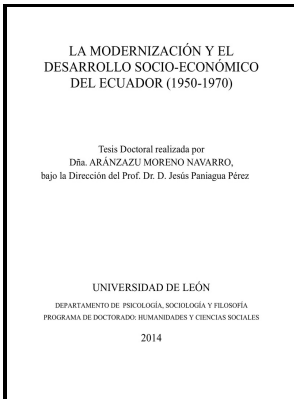 LA MODERNIZACIÓN Y EL
DESARROLLO SOCIO-ECONÓMICO
DEL ECUADOR (1950-1970)
Tesis Doctoral realizada por
Dña. ARÁNZAZU MORENO NAVARRO,
bajo la Dirección del Prof. Dr. D. Jesús Paniagua Pérez
UNIVERSIDAD DE LEÓN
DEPARTAMENTO DE PSICOLOGÍA, SOCIOLOGÍA Y FILOSOFÍA
PROGRAMA DE DOCTORADO: HUMANIDADES Y CIENCIAS SOCIALES
2014